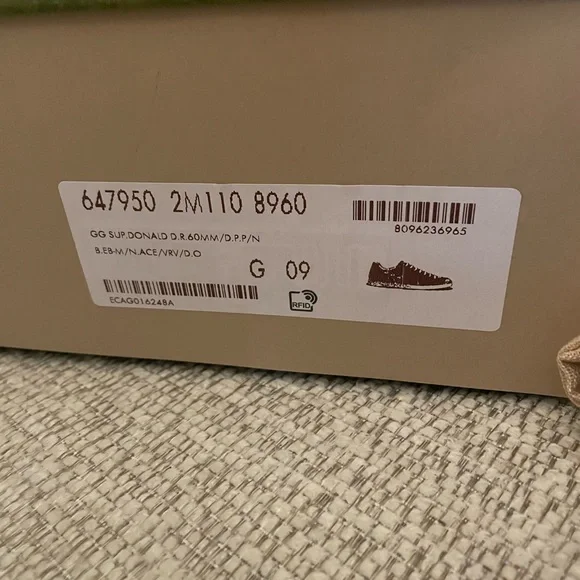 647950 2M110 8960
8096236965
GG SUP.DONALD D.R.60MM/D.P.P/N
B.EB-M/N.ACE/VRV/D.O
G 09
ECAG016248A
RFID